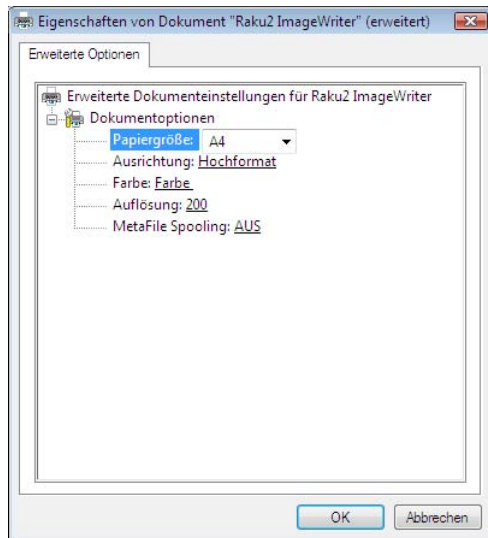 Eigenschaften von Dokument "Raku2 ImageWriter" (erweitert)
Erweiterte Optionen
Erweiterte Dokumenteinstellungen für Raku2 ImageWriter
Dokumentoptionen
Papiergröße: A4
Ausrichtung: Hochformat
Farbe: Farbe
Auflösung: 200
MetaFile Spooling: AUS
OK Abbrechen